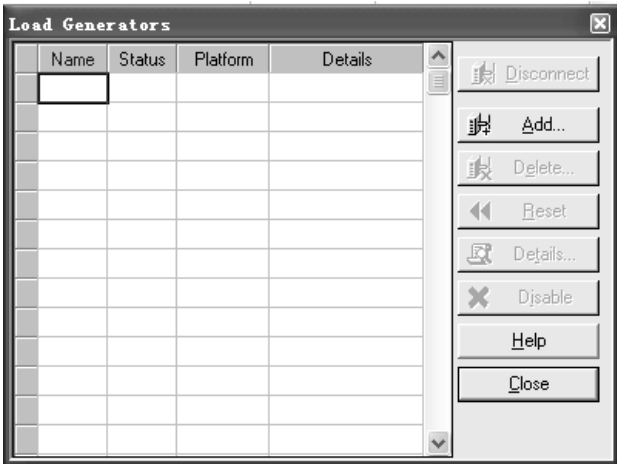 Load Generators
Name Status Platform Details
Disconnect
Add...
Delete...
Reset
Details...
Disable
Help
Close